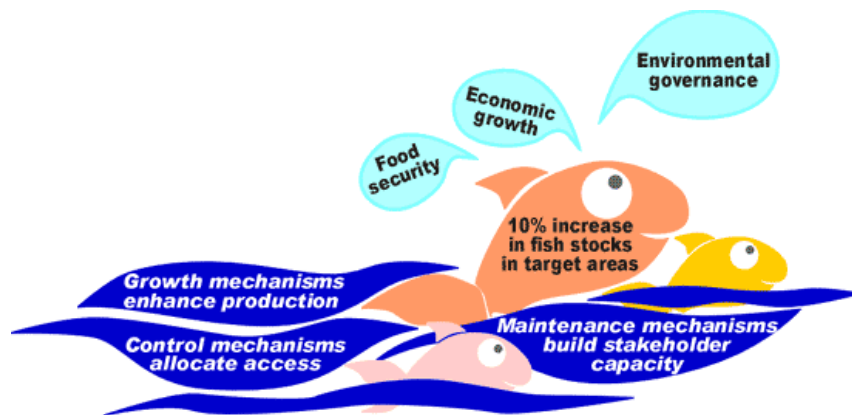 Environmental
governance
Economic
growth
Food
security
10% increase
in fish stocks
in target areas
Growth mechanisms
enhance production
Control mechanisms
allocate access
Maintenance mechanisms
build stakeholder
capacity